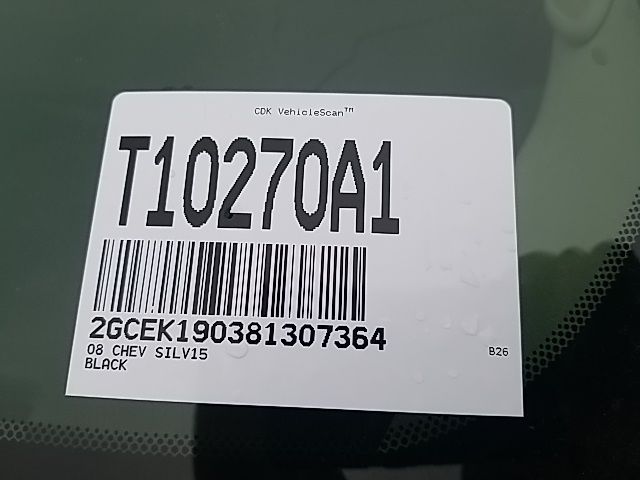 CDK VehicleScan™
T10270A1
2GCEK190381307364
08 CHEV SILV15
BLACK
B26